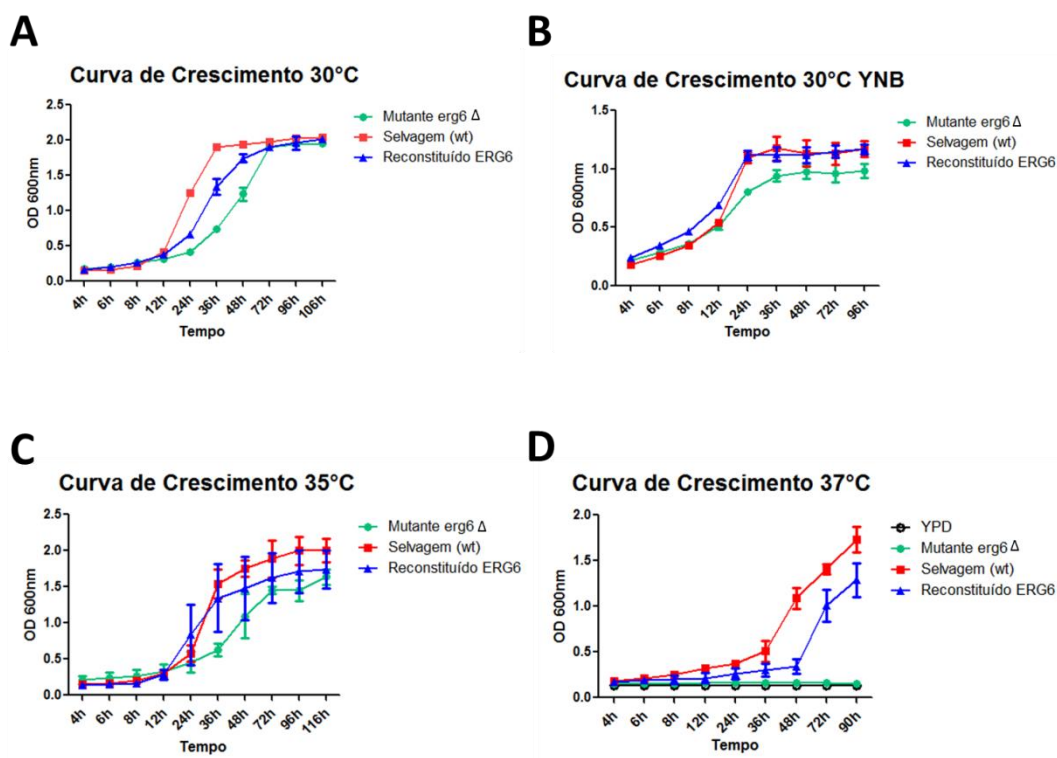 A
Curva de Crescimento 30°C
Mutante erg6 Δ
Selvagem (wt)
Reconstituído ERG6
OD 600nm
2.5
2.0
1.5
1.0
0.5
0.0
4h 6h 8h 12h 24h 36h 48h 72h 96h 106h
Tempo
B
Curva de Crescimento 30°C YNB
Mutante erg6 Δ
Selvagem (wt)
Reconstituído ERG6
OD 600nm
1.5
1.0
0.5
0.0
4h 6h 8h 12h 24h 36h 48h 72h 96h
Tempo
C
Curva de Crescimento 35°C
Mutante erg6 Δ
Selvagem (wt)
Reconstituído ERG6
OD 600nm
2.5
2.0
1.5
1.0
0.5
0.0
4h 6h 8h 12h 24h 36h 48h 72h 96h 116h
Tempo
D
Curva de Crescimento 37°C
YPD
Mutante erg6 Δ
Selvagem (wt)
Reconstituído ERG6
OD 600nm
2.0
1.5
1.0
0.5
0.0
4h 6h 8h 12h 24h 36h 48h 72h 90h
Tempo